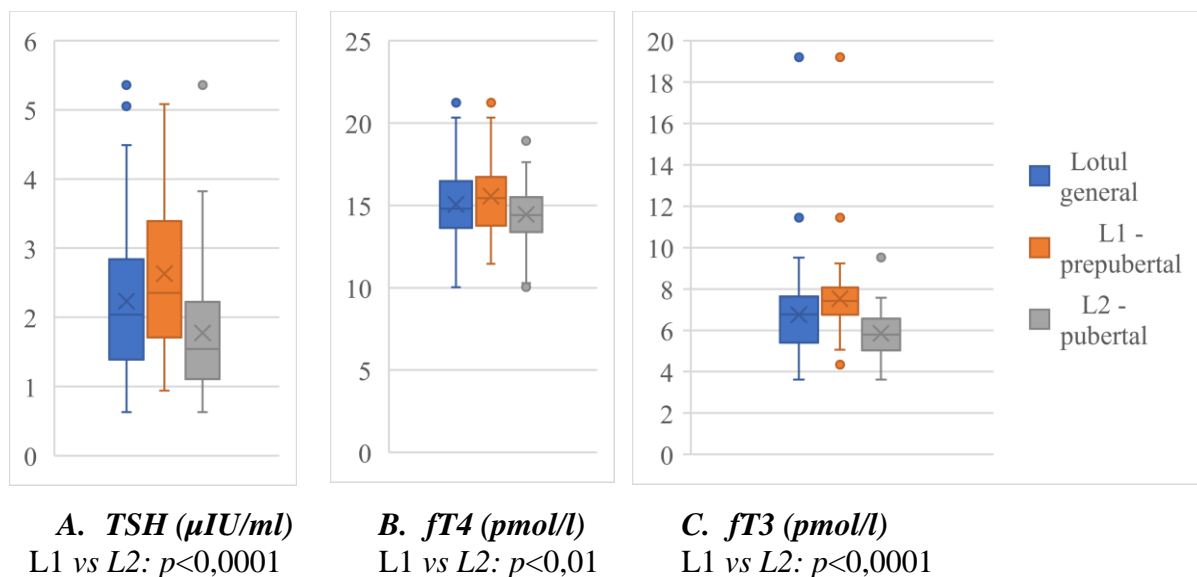 6
5
4
3
2
1
0
25
20
15
10
5
0
20
18
16
14
12
10
8
6
4
2
0
Lotul
general
L1 -
prepubertal
L2 -
pubertal
A. TSH (µIU/ml)
L1 vs L2: p<0,0001
B. fT4 (pmol/l)
L1 vs L2: p<0,01
C. fT3 (pmol/l)
L1 vs L2: p<0,0001